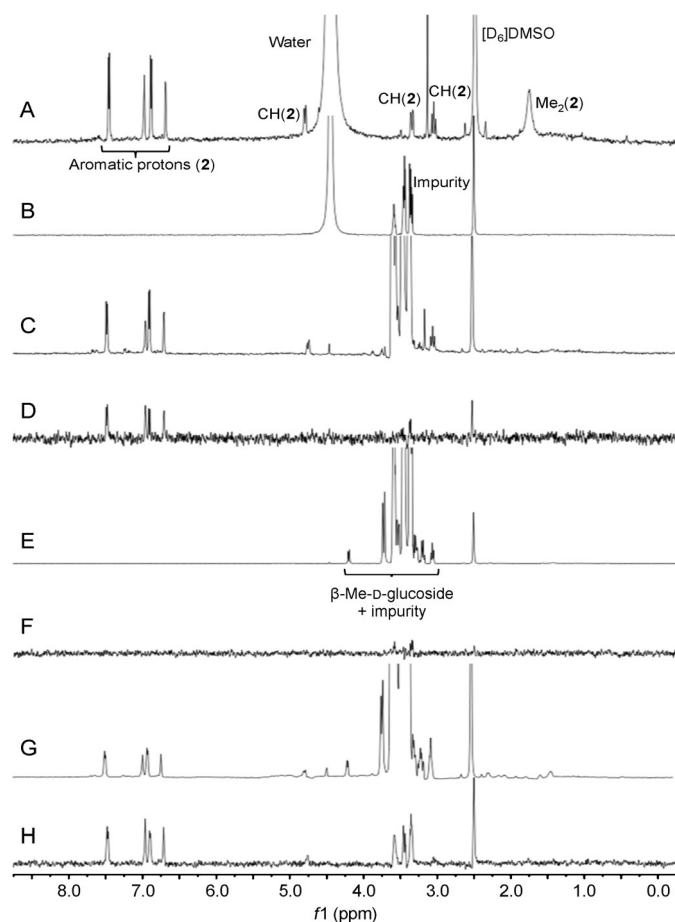 [D₆]DMSO
Water
A
CH(2)
CH(2)
CH(2)
Me₂(2)
Aromatic protons (2)
B
Impurity
C
D
E
β-Me-D-glucoside
+ impurity
F
G
H
8.0 7.0 6.0 5.0 4.0 3.0 2.0 1.0 0.0
f1 (ppm)